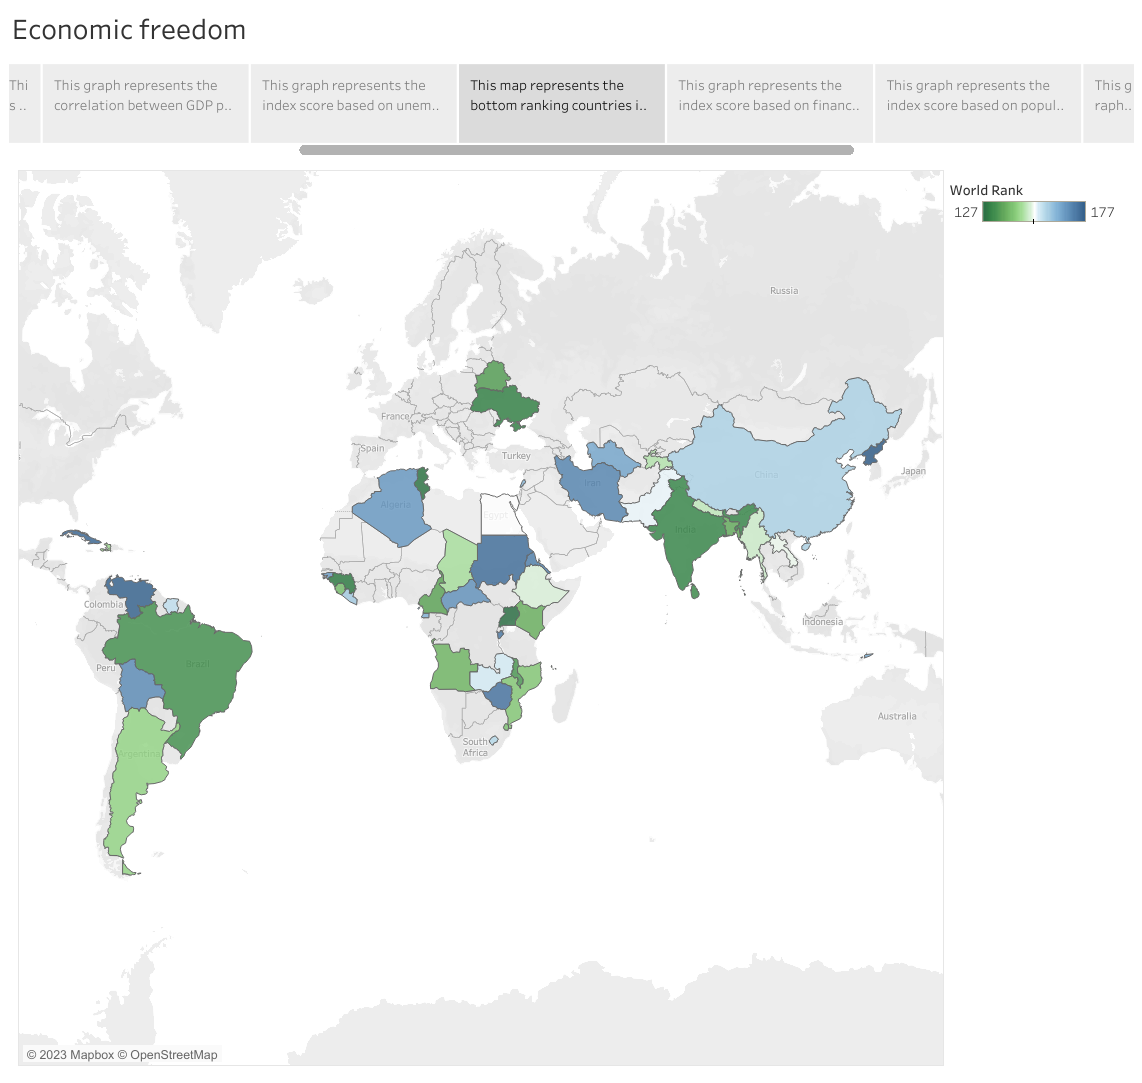 Economic freedom
Thi
s ..
This graph represents the
correlation between GDP p..
This graph represents the
index score based on unem..
This map represents the
bottom ranking countries i..
This graph represents the
index score based on financ..
This graph represents the
index score based on popul..
This g
raph..
World Rank
127
177
Russia
France
Spain
Turkey
Japan
China
Iran
Algeria
Egypt
India
Colombia
Indonesia
Brazil
Peru
Australia
South
Africa
Argentina
© 2023 Mapbox © OpenStreetMap